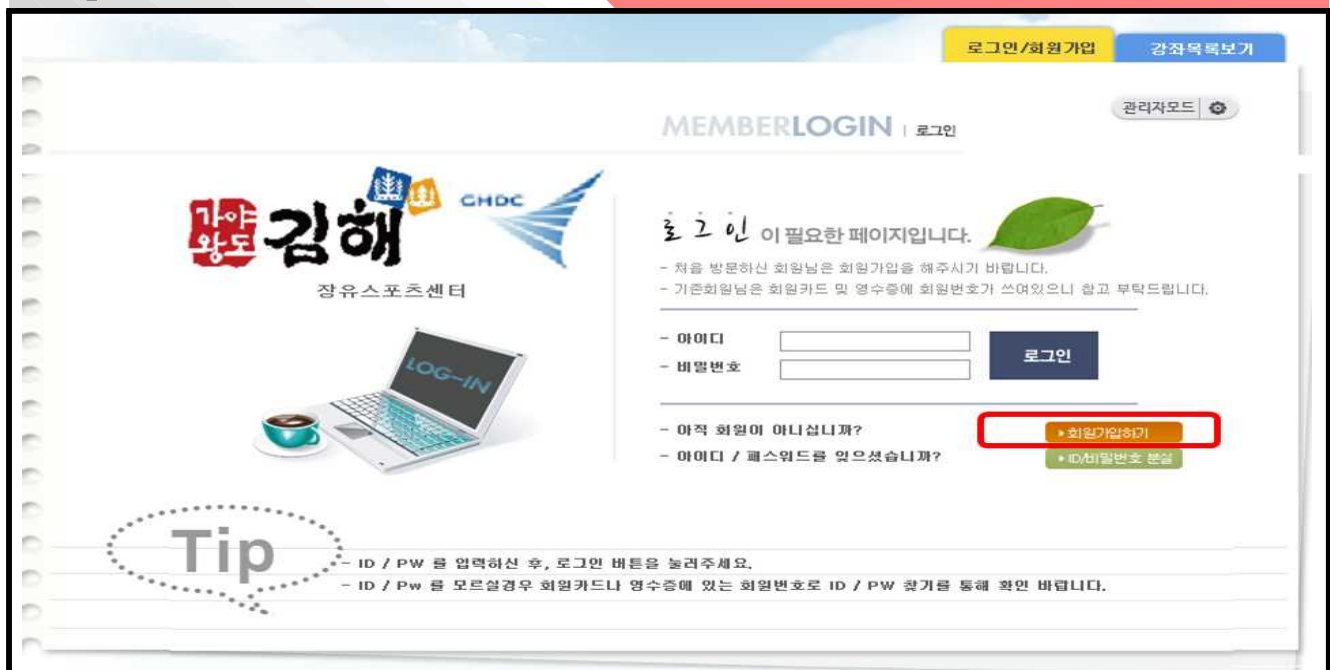 로그인/회원가입
강좌목록보기
관리자모드
MEMBERLOGIN | 로그인
가야
왕도
김해
GHDC
장유스포츠센터
로그인 이 필요한 페이지입니다.
- 처음 방문하신 회원님은 회원가입을 해주시기 바랍니다.
- 기존회원님은 회원카드 및 영수증에 회원번호가 쓰여있으니 참고 부탁드립니다.
- 아이디
- 비밀번호
로그인
LOG-IN
- 아직 회원이 아니십니까?
▸회원가입하기
- 아이디 / 패스워드를 잊으셨습니까?
▸ID/비밀번호 분실
Tip
- ID / PW 를 입력하신 후, 로그인 버튼을 눌러주세요.
- ID / Pw 를 모르실경우 회원카드나 영수증에 있는 회원번호로 ID / PW 찾기를 통해 확인 바랍니다.